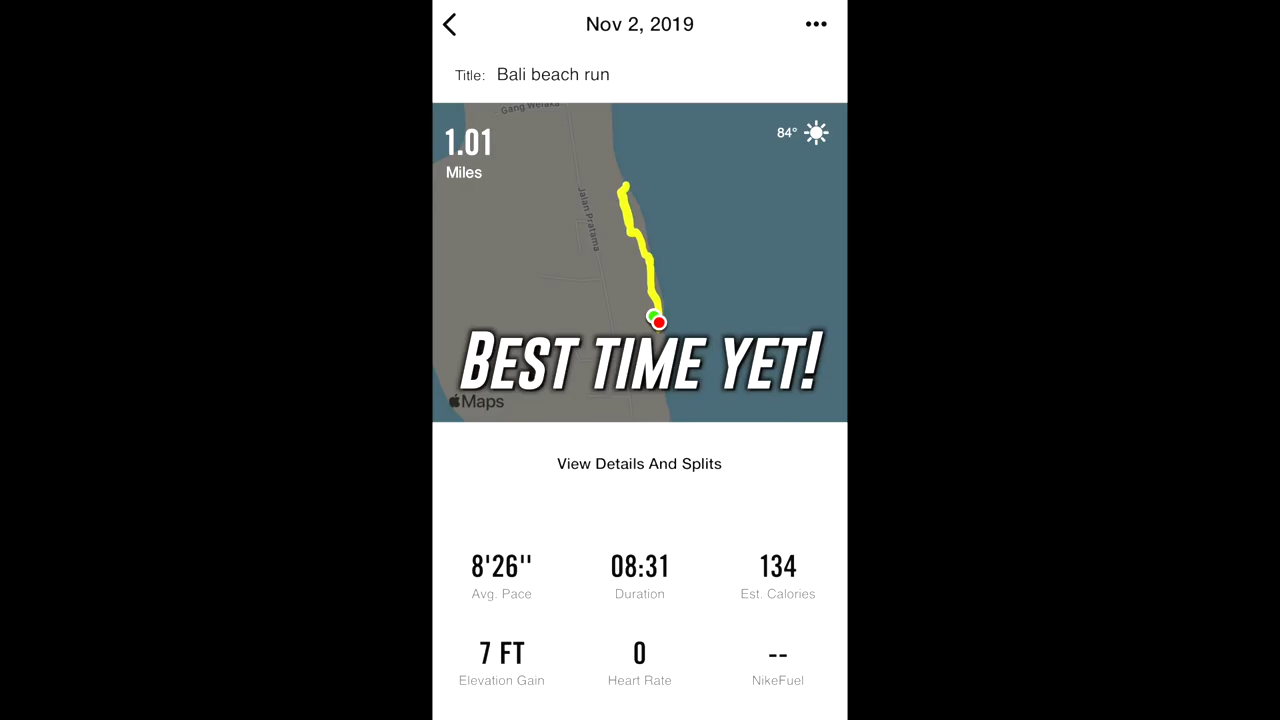 Nov 2, 2019
Title: Bali beach run
Gang Welaka
1.01
Miles
84°
Jalan Pratama
BEST TIME YET!
Maps
View Details And Splits
8'26''
08:31
134
Avg. Pace
Duration
Est. Calories
7 FT
0
--
Elevation Gain
Heart Rate
NikeFuel